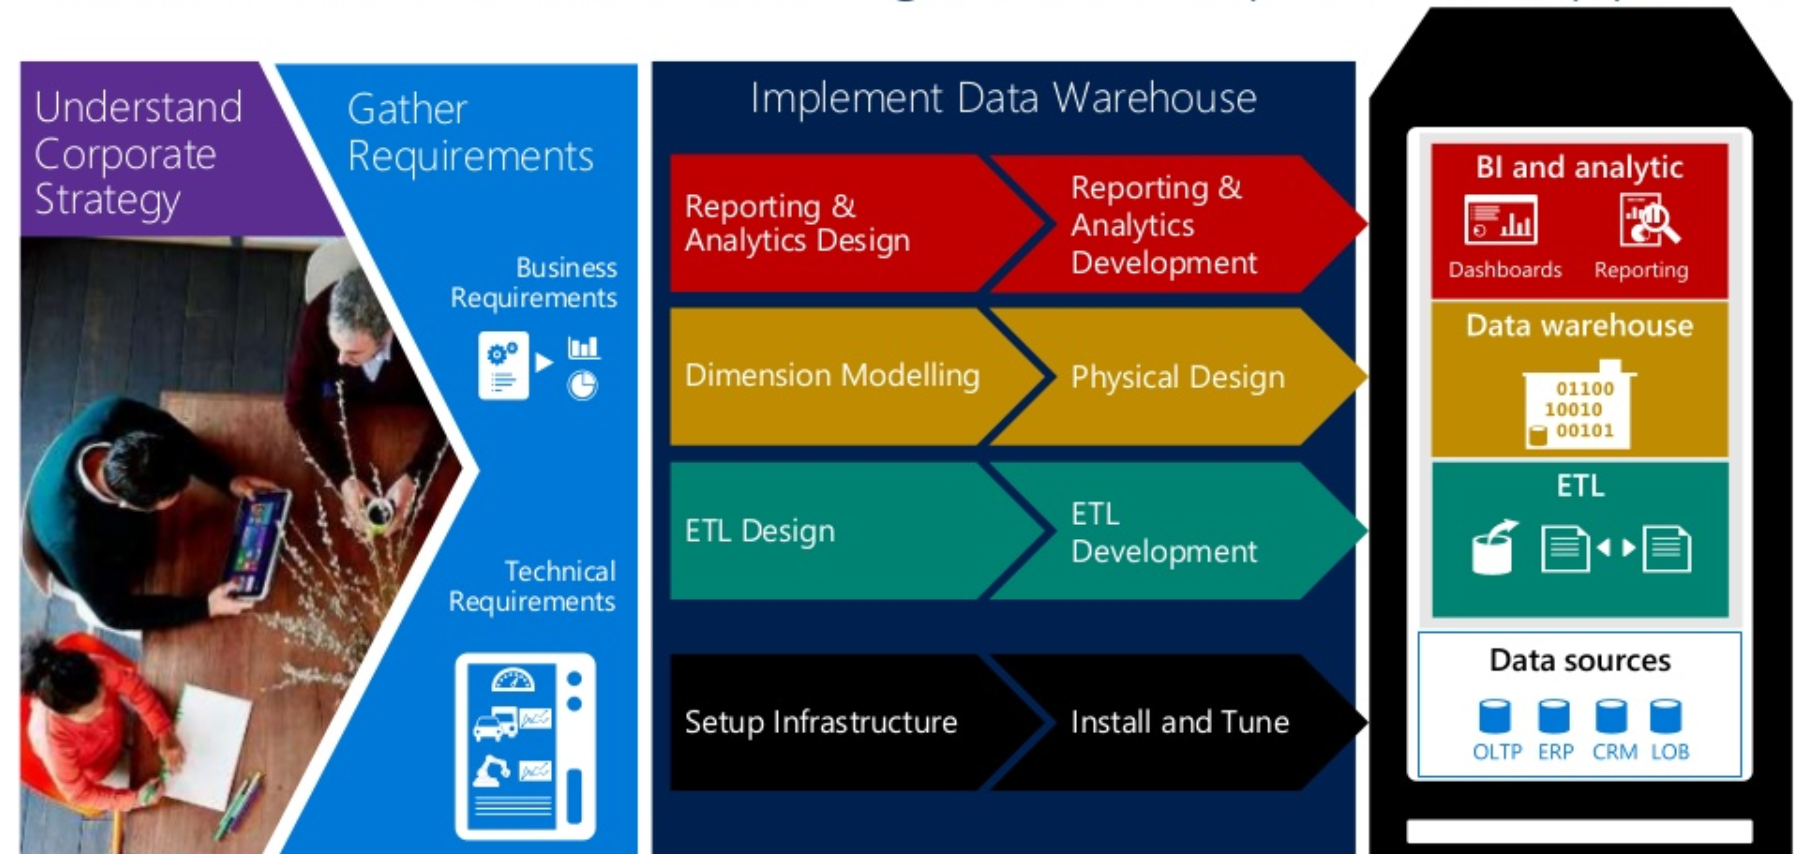 Understand
Corporate
Strategy
Gather
Requirements
Business
Requirements
Technical
Requirements
Implement Data Warehouse
Reporting &
Analytics Design
Reporting &
Analytics
Development
Dimension Modelling
Physical Design
ETL Design
ETL
Development
Setup Infrastructure
Install and Tune
BI and analytic
Dashboards
Reporting
Data warehouse
01100
10010
00101
ETL
Data sources
OLTP
ERP
CRM
LOB